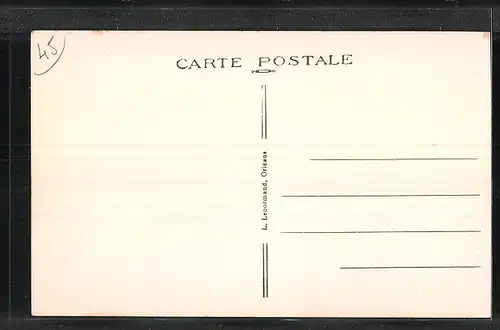 45
CARTE POSTALE
L. Lenormand, Orléans